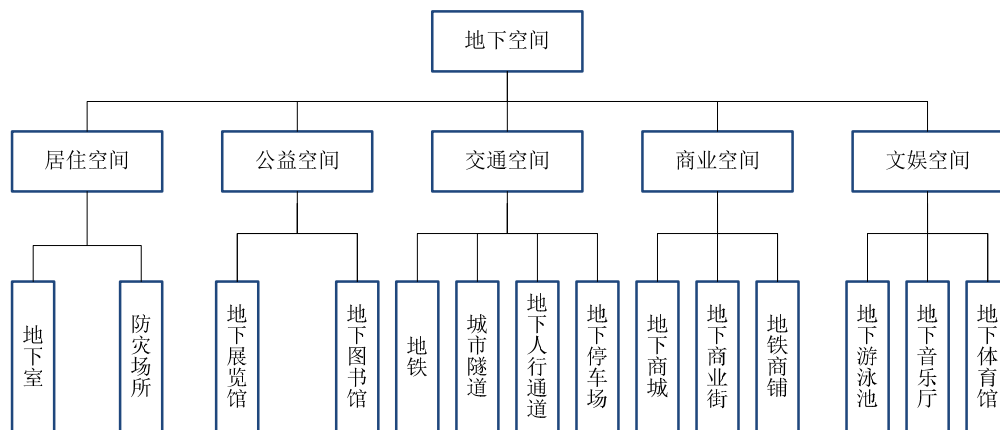 地下空间
居住空间
公益空间
交通空间
商业空间
文娱空间
地下室
防灾场所
地下展览馆
地下图书馆
地铁
城市隧道
地下人行通道
地下停车场
地下商城
地下商业街
地铁商铺
地下游泳池
地下音乐厅
地下体育馆